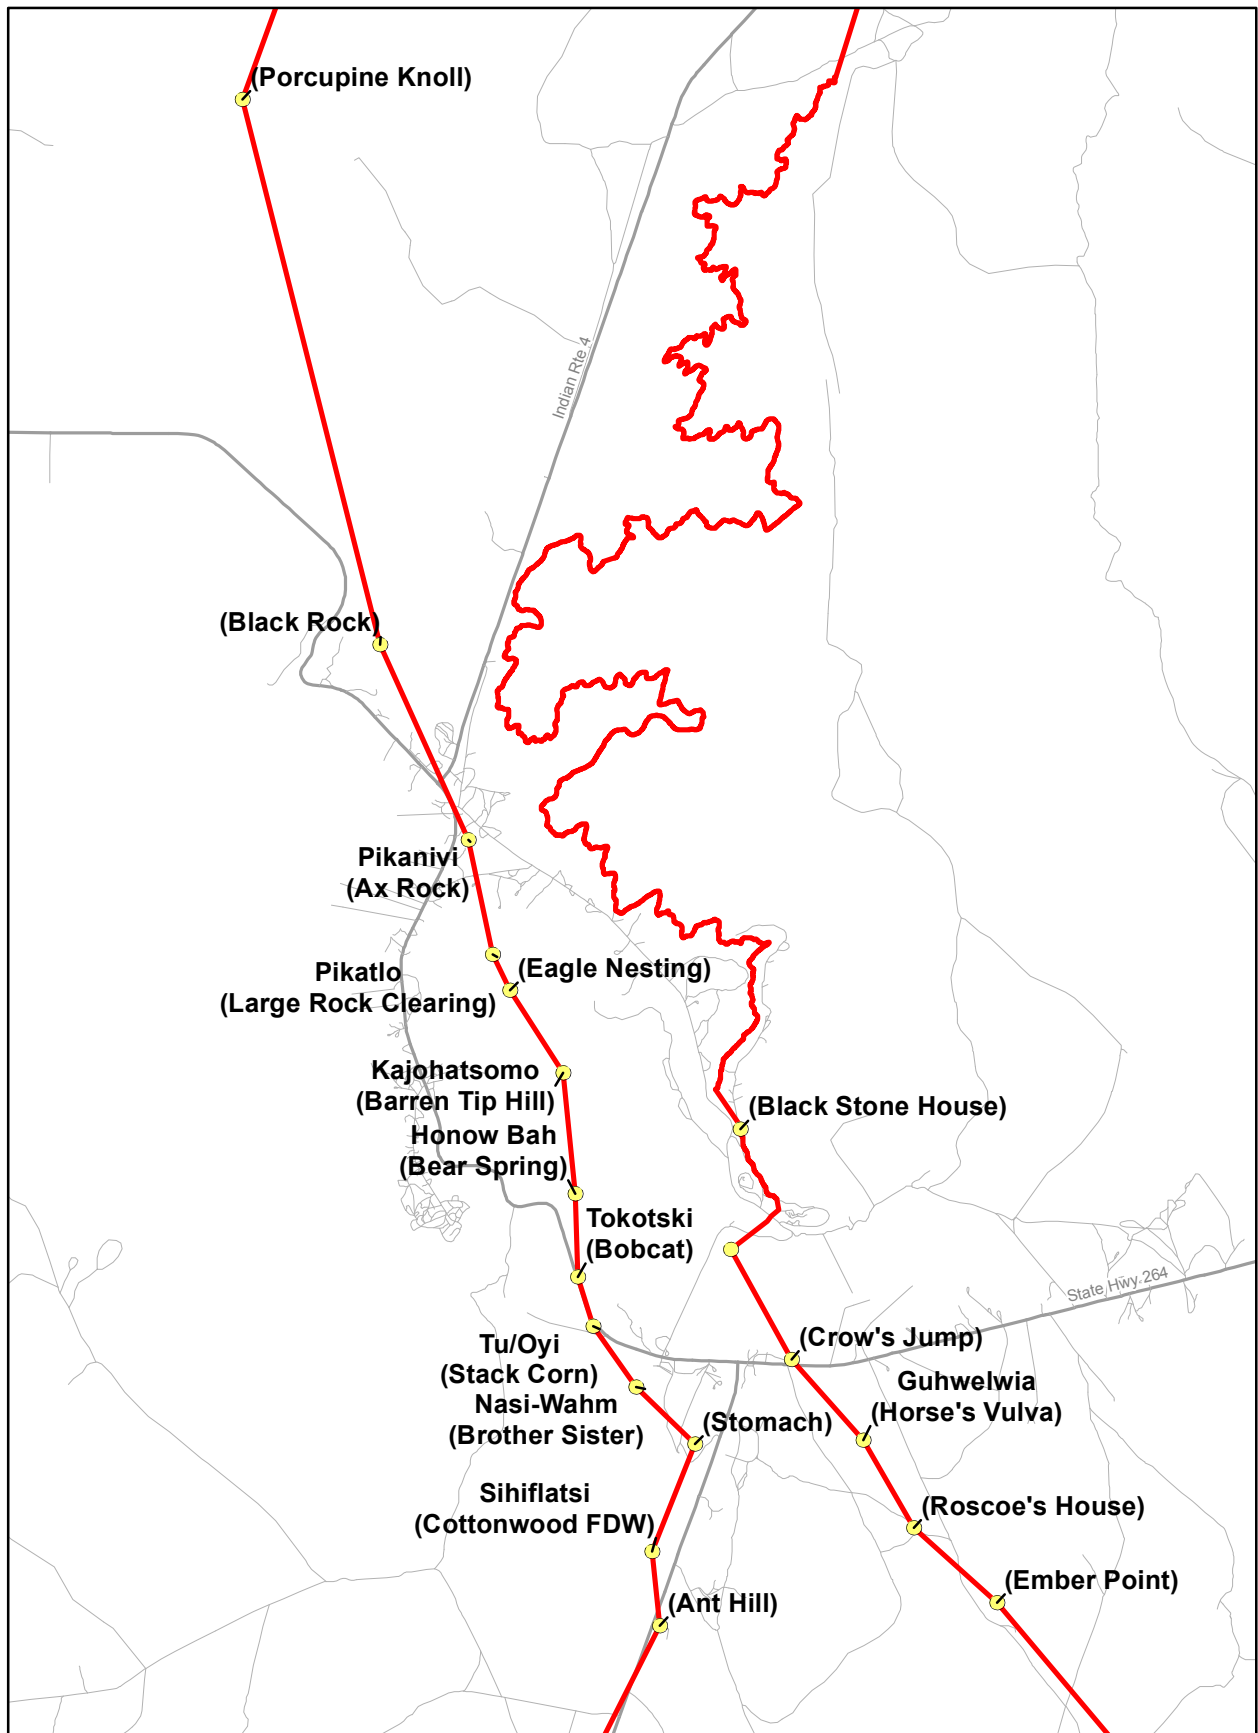 (Porcupine Knoll)
Indian Rte 4
(Black Rock)
Pikanivi
(Ax Rock)
Pikatlo
(Large Rock Clearing)
(Eagle Nesting)
Kajohatsomo
(Barren Tip Hill)
(Black Stone House)
Honow Bah
(Bear Spring)
Tokotski
(Bobcat)
State Hwy 264
Tu/Oyi
(Stack Corn)
(Crow's Jump)
Nasi-Wahm
(Brother Sister)
(Stomach)
Guhwelwia
(Horse's Vulva)
Sihiflatsi
(Cottonwood FDW)
(Roscoe's House)
(Ember Point)
(Ant Hill)